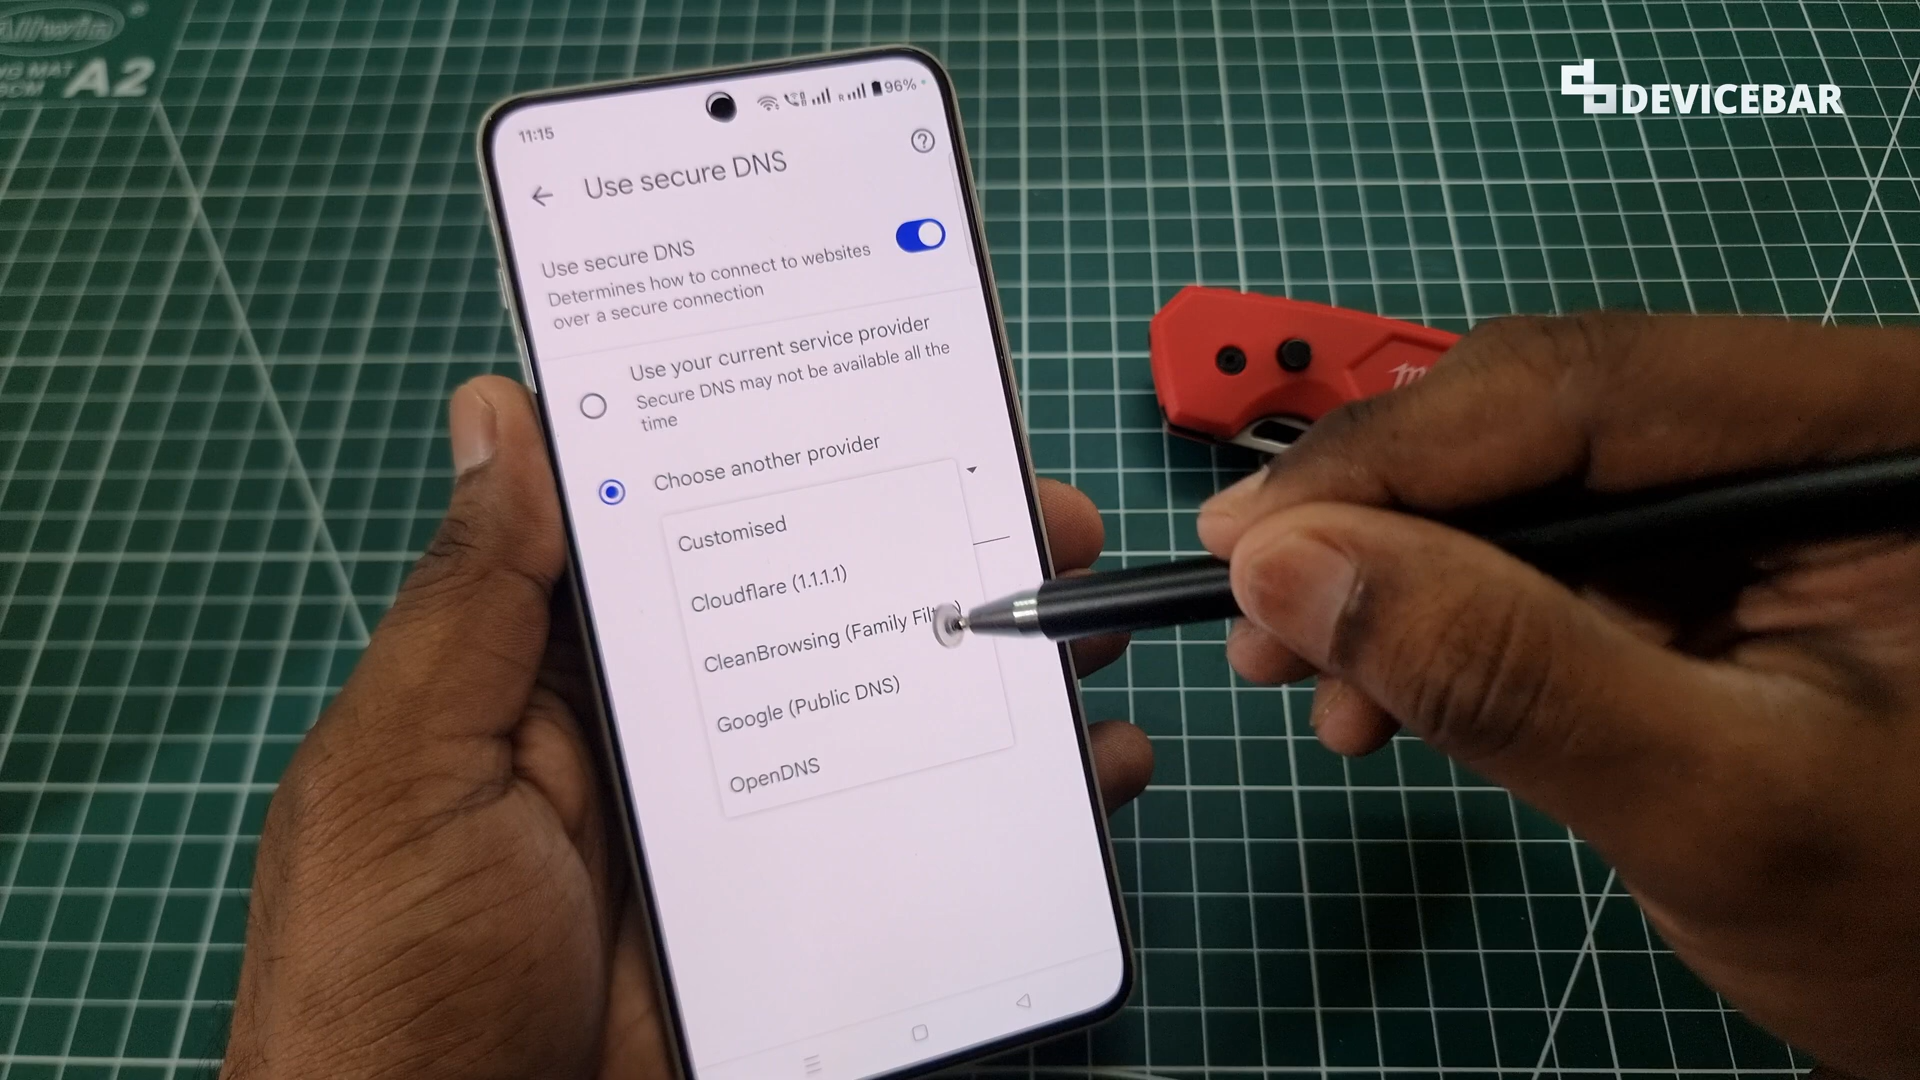 A2
DEVICEBAR
11:15
96%
Use secure DNS
Use secure DNS
Determines how to connect to websites
over a secure connection
Use your current service provider
Secure DNS may not be available all the
time
Choose another provider
Customised
Cloudflare (1.1.1.1)
CleanBrowsing (Family
Google (Public DNS)
OpenDNS